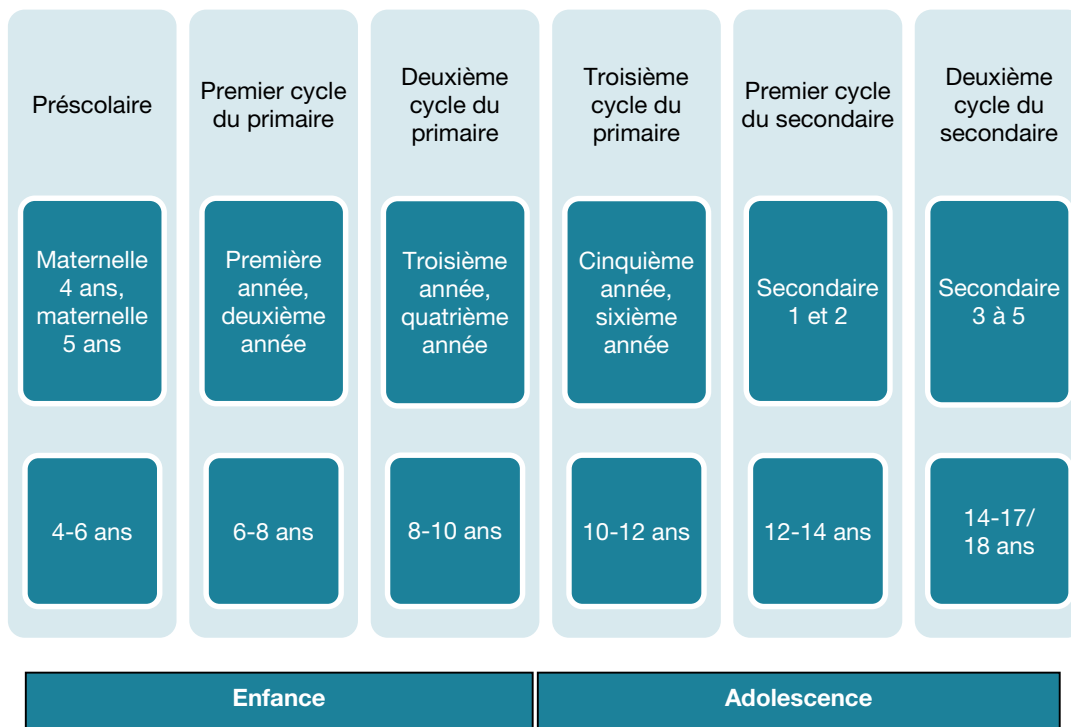 Préscolaire
Premier cycle
du primaire
Deuxième
cycle du
primaire
Troisième
cycle du
primaire
Premier cycle
du secondaire
Deuxième
cycle du
secondaire
Maternelle
4 ans,
maternelle
5 ans
Première
année,
deuxième
année
Troisième
année,
quatrième
année
Cinquième
année,
sixième
année
Secondaire
1 et 2
Secondaire
3 à 5
4-6 ans
6-8 ans
8-10 ans
10-12 ans
12-14 ans
14-17/
18 ans
Enfance
Adolescence